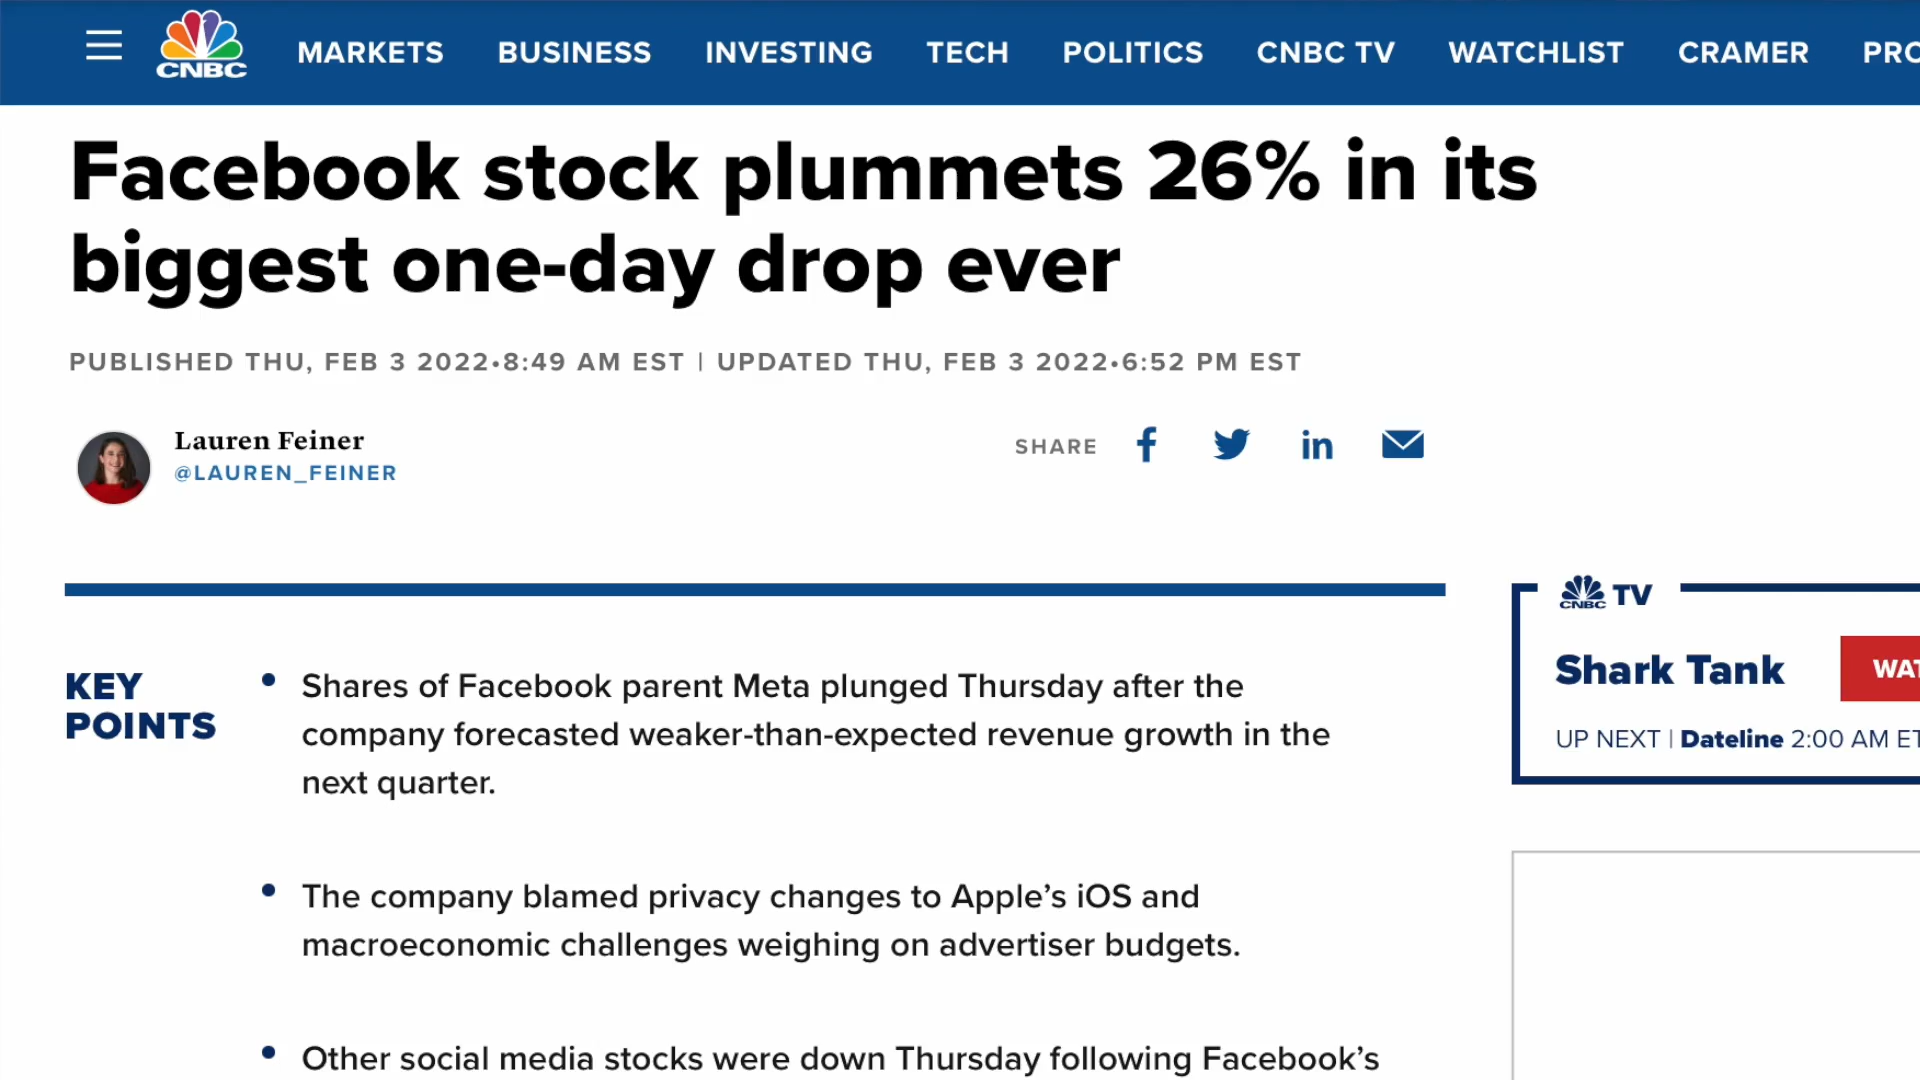 CNBC MARKETS BUSINESS INVESTING TECH POLITICS CNBC TV WATCHLIST CRAMER PRO
Facebook stock plummets 26% in its
biggest one-day drop ever
PUBLISHED THU, FEB 3 2022•8:49 AM EST | UPDATED THU, FEB 3 2022•6:52 PM EST
Lauren Feiner
@LAUREN_FEINER
SHARE
KEY
POINTS
• Shares of Facebook parent Meta plunged Thursday after the
company forecasted weaker-than-expected revenue growth in the
next quarter.
• The company blamed privacy changes to Apple’s iOS and
macroeconomic challenges weighing on advertiser budgets.
• Other social media stocks were down Thursday following Facebook’s
CNBC TV
Shark Tank
WAT
UP NEXT | Dateline 2:00 AM ET